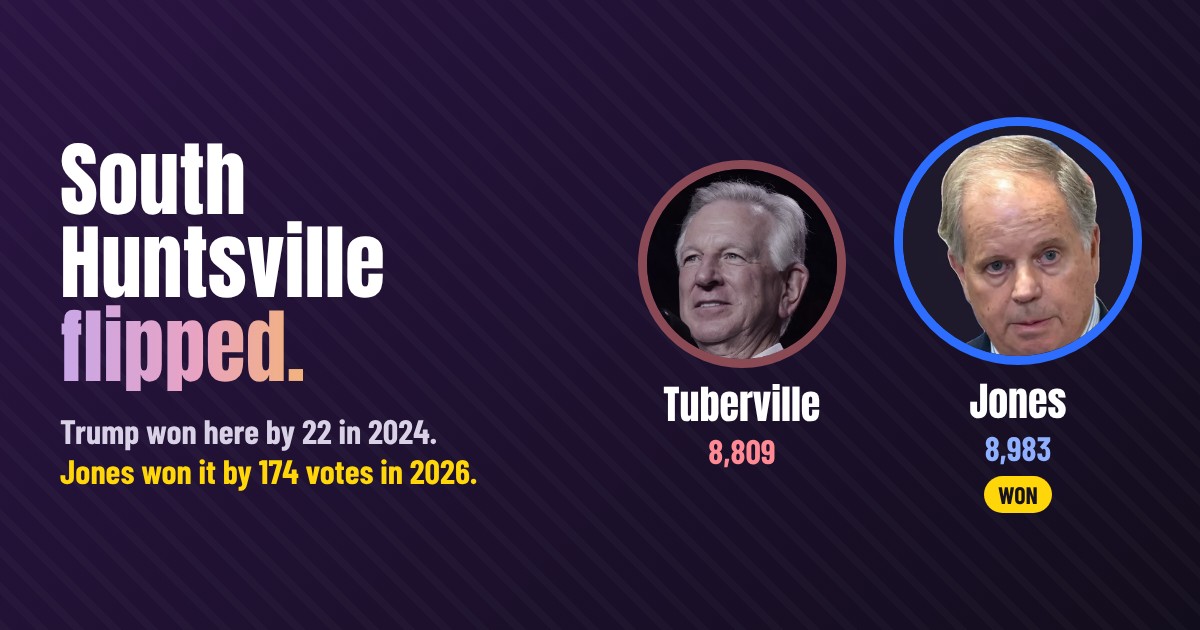 South
Huntsville
flipped.
Trump won here by 22 in 2024.
Jones won it by 174 votes in 2026.
Tuberville
8,809
Jones
8,983
WON